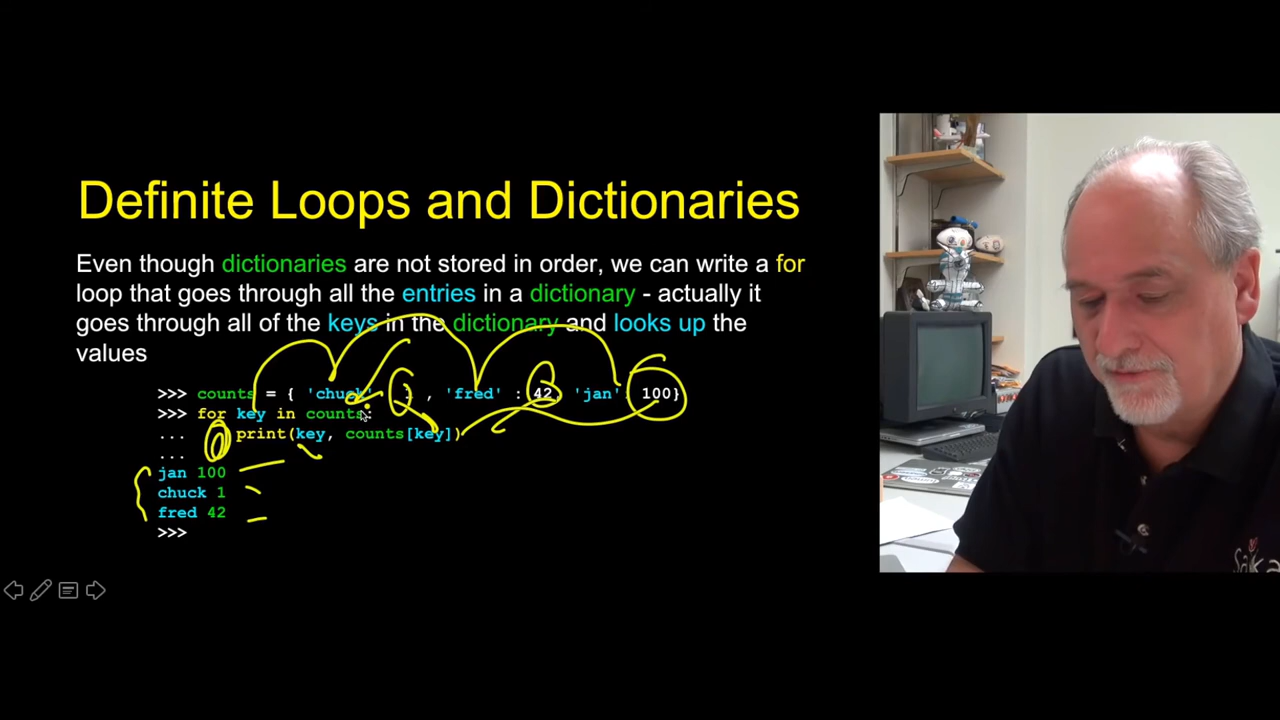 Definite Loops and Dictionaries
Even though dictionaries are not stored in order, we can write a for
loop that goes through all the entries in a dictionary - actually it
goes through all of the keys in the dictionary and looks up the
values
>>> counts = { 'chuck' : 1 , 'fred' : 42, 'jan': 100}
>>> for key in counts:
... print(key, counts[key])
...
jan 100
chuck 1
fred 42
>>>